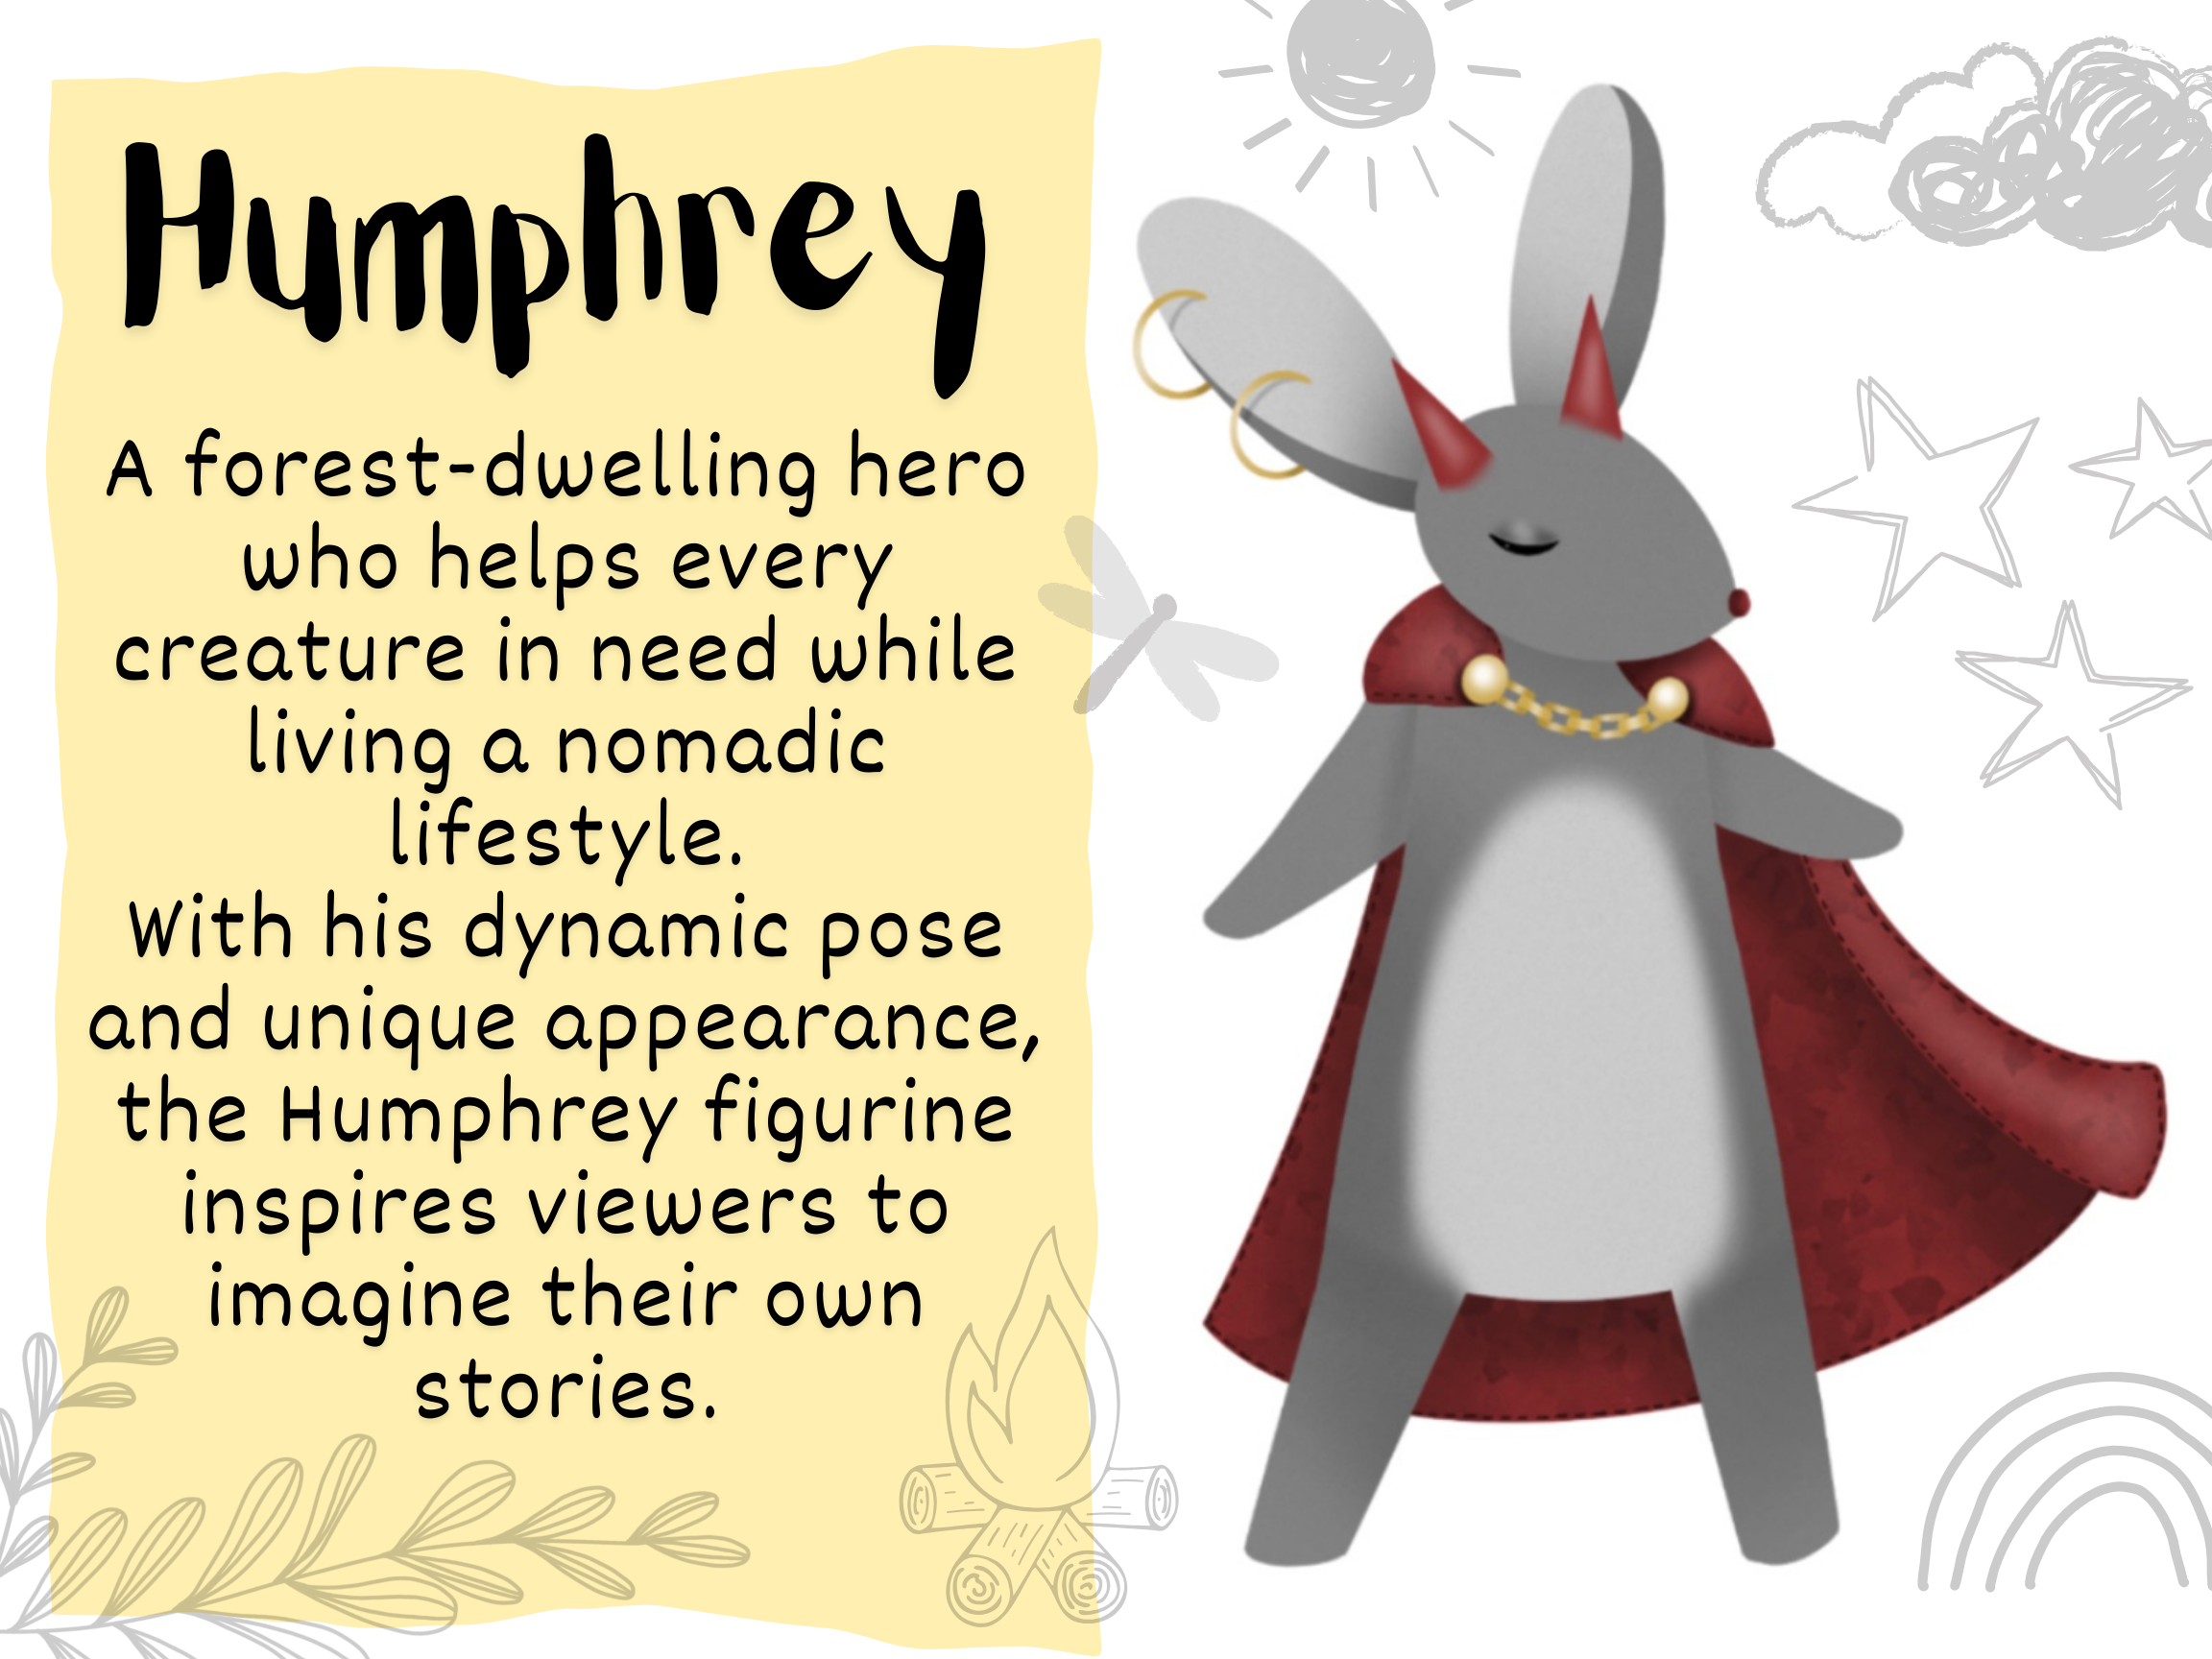 Humphrey
A forest-dwelling hero
who helps every
creature in need while
living a nomadic
lifestyle.
With his dynamic pose
and unique appearance,
the Humphrey figurine
inspires viewers to
imagine their own
stories.